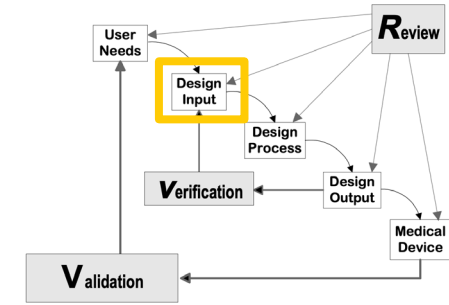 User
Needs
Review
Design
Input
Design
Process
Verification
Design
Output
Medical
Device
Validation